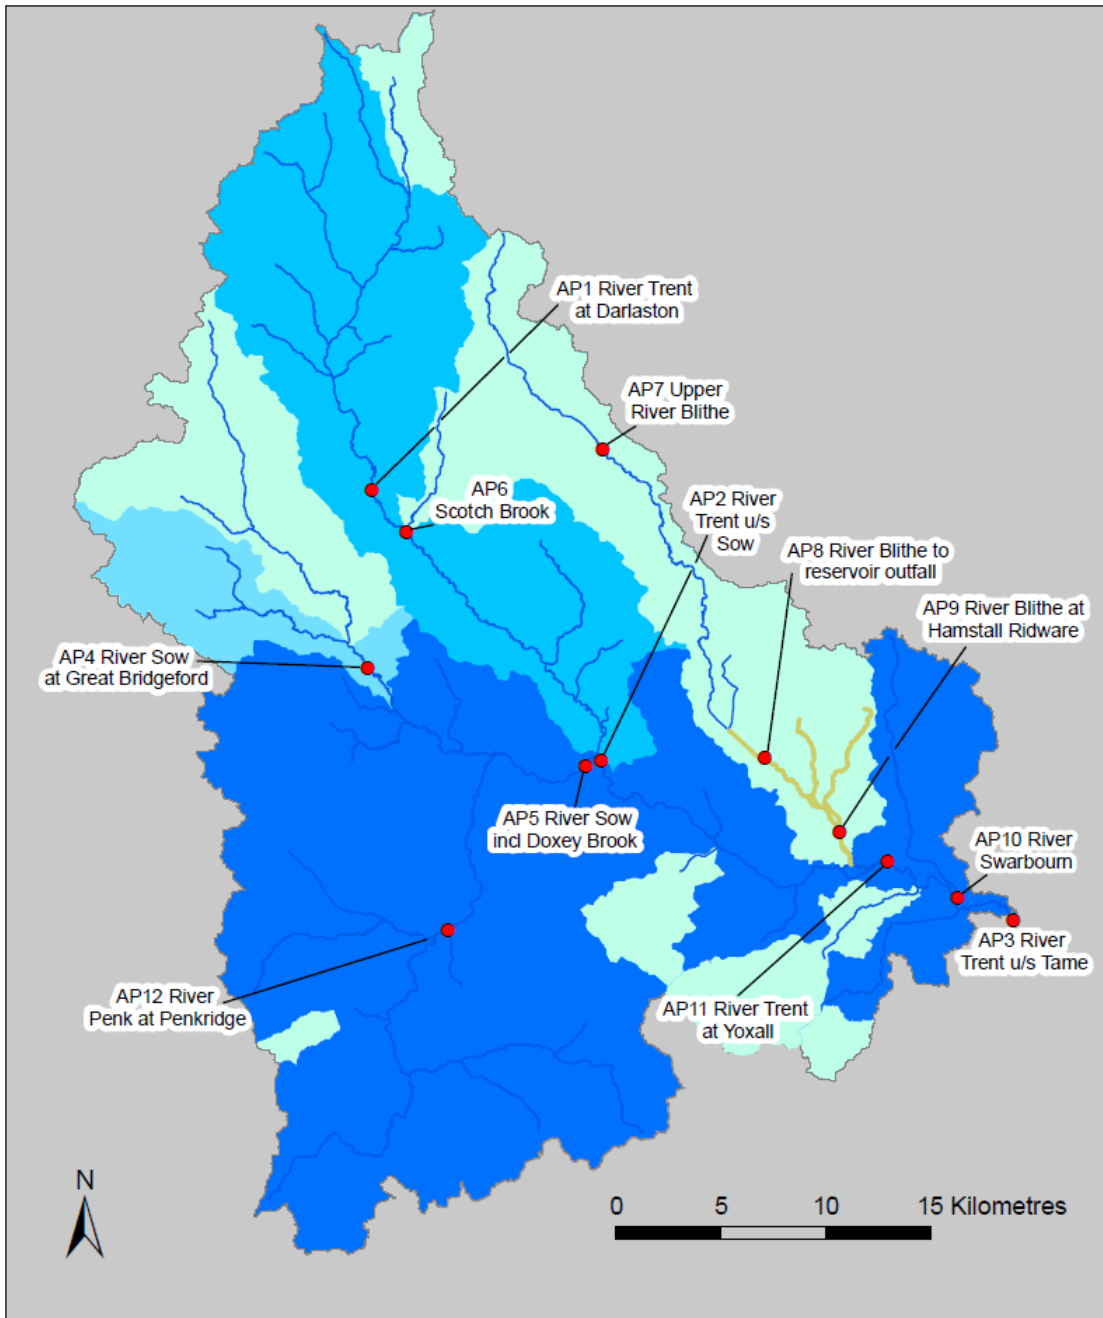 AP1 River Trent
at Darlaston
AP7 Upper
River Blithe
AP6
Scotch Brook
AP2 River
Trent u/s
Sow
AP8 River Blithe to
reservoir outfall
AP9 River Blithe at
Hamstall Ridware
AP4 River Sow
at Great Bridgeford
AP5 River Sow
incl Doxey Brook
AP10 River
Swarbourn
AP3 River
Trent u/s Tame
AP12 River
Penk at Penkridge
AP11 River Trent
at Yoxall
N
0 5 10 15 Kilometres